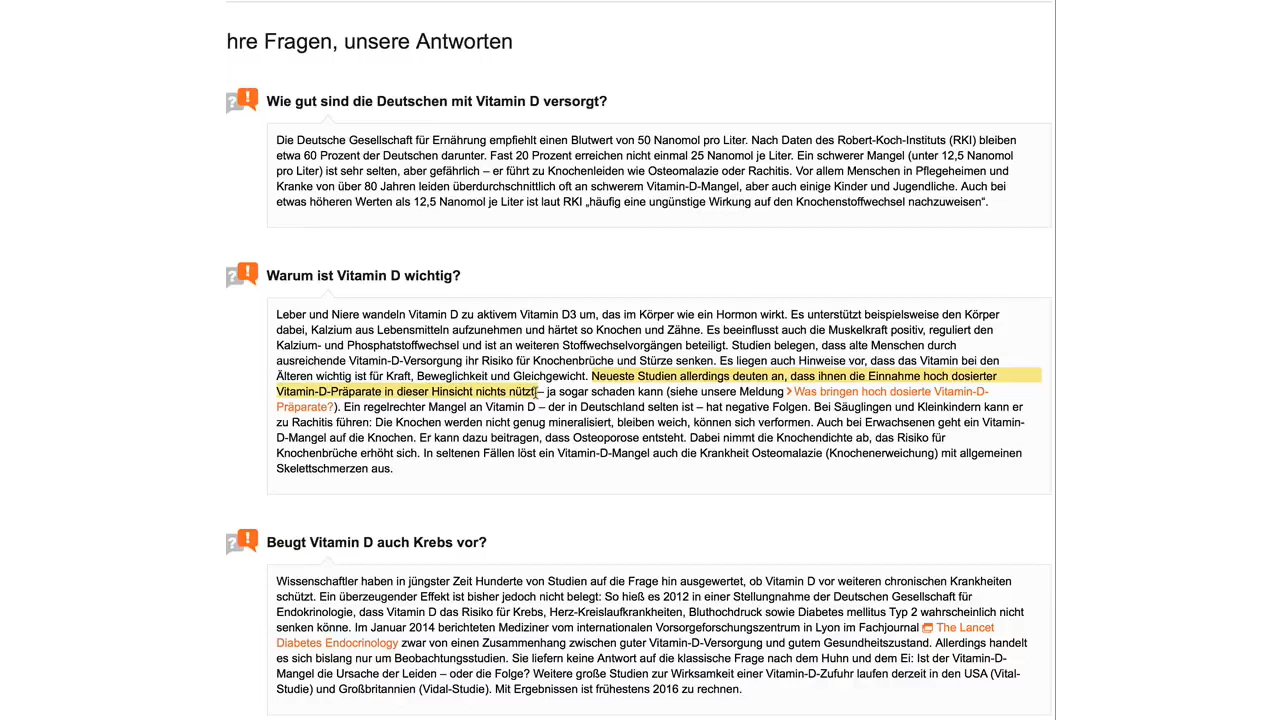 hre Fragen, unsere Antworten
? ! Wie gut sind die Deutschen mit Vitamin D versorgt?
Die Deutsche Gesellschaft für Ernährung empfiehlt einen Blutwert von 50 Nanomol pro Liter. Nach Daten des Robert-Koch-Instituts (RKI) bleiben
etwa 60 Prozent der Deutschen darunter. Fast 20 Prozent erreichen nicht einmal 25 Nanomol je Liter. Ein schwerer Mangel (unter 12,5 Nanomol
pro Liter) ist sehr selten, aber gefährlich – er führt zu Knochenleiden wie Osteomalazie oder Rachitis. Vor allem Menschen in Pflegeheimen und
Kranke von über 80 Jahren leiden überdurchschnittlich oft an schwerem Vitamin-D-Mangel, aber auch einige Kinder und Jugendliche. Auch bei
etwas höheren Werten als 12,5 Nanomol je Liter ist laut RKI „häufig eine ungünstige Wirkung auf den Knochenstoffwechsel nachzuweisen“.
? ! Warum ist Vitamin D wichtig?
Leber und Niere wandeln Vitamin D zu aktivem Vitamin D3 um, das im Körper wie ein Hormon wirkt. Es unterstützt beispielsweise den Körper
dabei, Kalzium aus Lebensmitteln aufzunehmen und härtet so Knochen und Zähne. Es beeinflusst auch die Muskelkraft positiv, reguliert den
Kalzium- und Phosphatstoffwechsel und ist an weiteren Stoffwechselvorgängen beteiligt. Studien belegen, dass alte Menschen durch
ausreichende Vitamin-D-Versorgung ihr Risiko für Knochenbrüche und Stürze senken. Es liegen auch Hinweise vor, dass das Vitamin bei den
Älteren wichtig ist für Kraft, Beweglichkeit und Gleichgewicht. Neueste Studien allerdings deuten an, dass ihnen die Einnahme hoch dosierter
Vitamin-D-Präparate in dieser Hinsicht nichts nützt – ja sogar schaden kann (siehe unsere Meldung > Was bringen hoch dosierte Vitamin-D-
Präparate?). Ein regelrechter Mangel an Vitamin D – der in Deutschland selten ist – hat negative Folgen. Bei Säuglingen und Kleinkindern kann er
zu Rachitis führen: Die Knochen werden nicht genug mineralisiert, bleiben weich, können sich verformen. Auch bei Erwachsenen geht ein Vitamin-
D-Mangel auf die Knochen. Er kann dazu beitragen, dass Osteoporose entsteht. Dabei nimmt die Knochendichte ab, das Risiko für
Knochenbrüche erhöht sich. In seltenen Fällen löst ein Vitamin-D-Mangel auch die Krankheit Osteomalazie (Knochenerweichung) mit allgemeinen
Skelettschmerzen aus.
? ! Beugt Vitamin D auch Krebs vor?
Wissenschaftler haben in jüngster Zeit Hunderte von Studien auf die Frage hin ausgewertet, ob Vitamin D vor weiteren chronischen Krankheiten
schützt. Ein überzeugender Effekt ist bisher jedoch nicht belegt: So hieß es 2012 in einer Stellungnahme der Deutschen Gesellschaft für
Endokrinologie, dass Vitamin D das Risiko für Krebs, Herz-Kreislaufkrankheiten, Bluthochdruck sowie Diabetes mellitus Typ 2 wahrscheinlich nicht
senken könne. Im Januar 2014 berichteten Mediziner vom internationalen Vorsorgeforschungszentrum in Lyon im Fachjournal The Lancet
Diabetes Endocrinology zwar von einen Zusammenhang zwischen guter Vitamin-D-Versorgung und gutem Gesundheitszustand. Allerdings handelt
es sich bislang nur um Beobachtungsstudien. Sie liefern keine Antwort auf die klassische Frage nach dem Huhn und dem Ei: Ist der Vitamin-D-
Mangel die Ursache der Leiden – oder die Folge? Weitere große Studien zur Wirksamkeit einer Vitamin-D-Zufuhr laufen derzeit in den USA (Vital-
Studie) und Großbritannien (Vidal-Studie). Mit Ergebnissen ist frühestens 2016 zu rechnen.